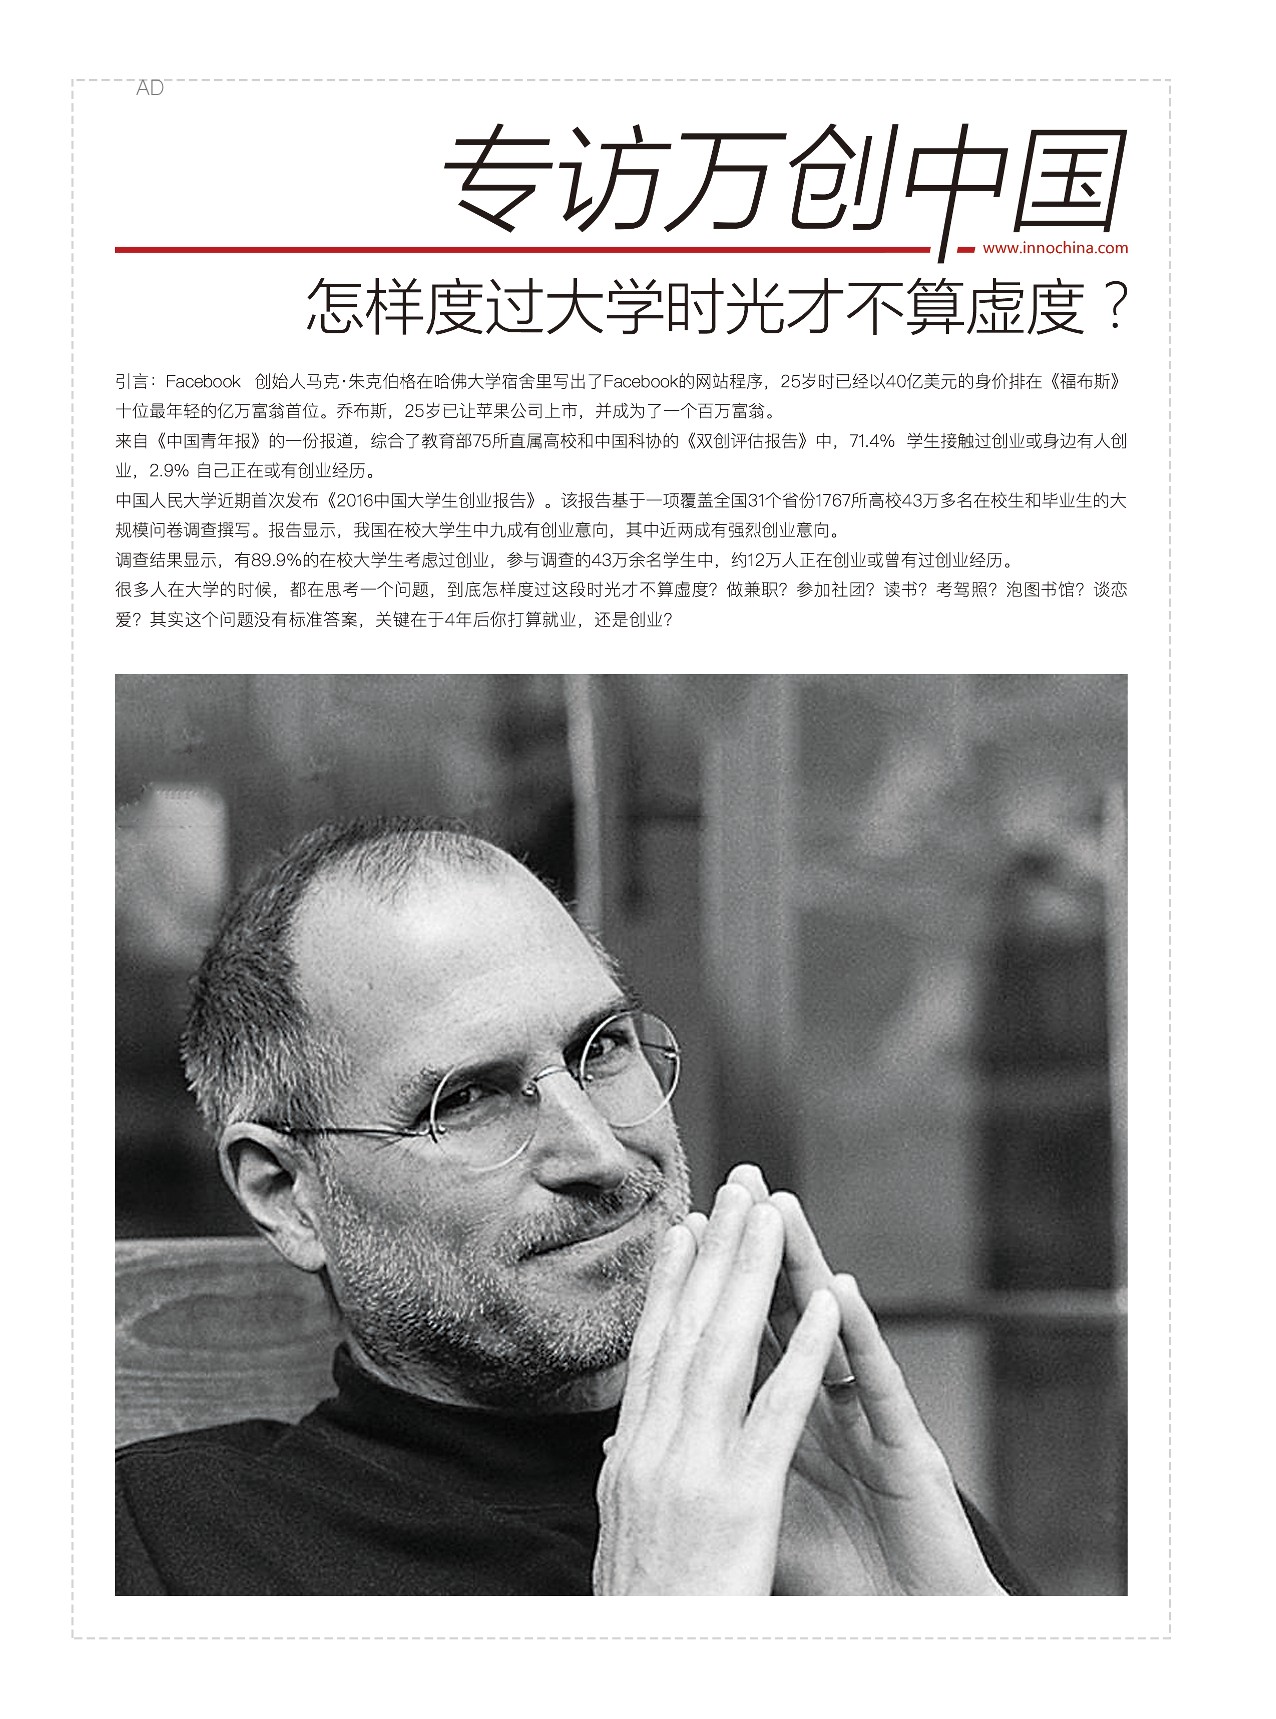 AD
专访万创中国
www.innochina.com
怎样度过大学时光才不算虚度？
引言：Facebook 创始人马克·朱克伯格在哈佛大学宿舍里写出了Facebook的网站程序，25岁时已经以40亿美元的身价排在《福布斯》
十位最年轻的亿万富翁首位。乔布斯，25岁已让苹果公司上市，并成为了一个百万富翁。
来自《中国青年报》的一份报道，综合了教育部75所直属高校和中国科协的《双创评估报告》中，71.4% 学生接触过创业或身边有人创
业，2.9% 自己正在或有创业经历。
中国人民大学近期首次发布《2016中国大学生创业报告》。该报告基于一项覆盖全国31个省份1767所高校43万多名在校生和毕业生的大
规模问卷调查撰写。报告显示，我国在校大学生中九成有创业意向，其中近两成有强烈创业意向。
调查结果显示，有89.9%的在校大学生考虑过创业，参与调查的43万余名学生中，约12万人正在创业或曾有过创业经历。
很多人在大学的时候，都在思考一个问题，到底怎样度过这段时光才不算虚度？做兼职？参加社团？读书？考驾照？泡图书馆？谈恋
爱？其实这个问题没有标准答案，关键在于4年后你打算就业，还是创业？